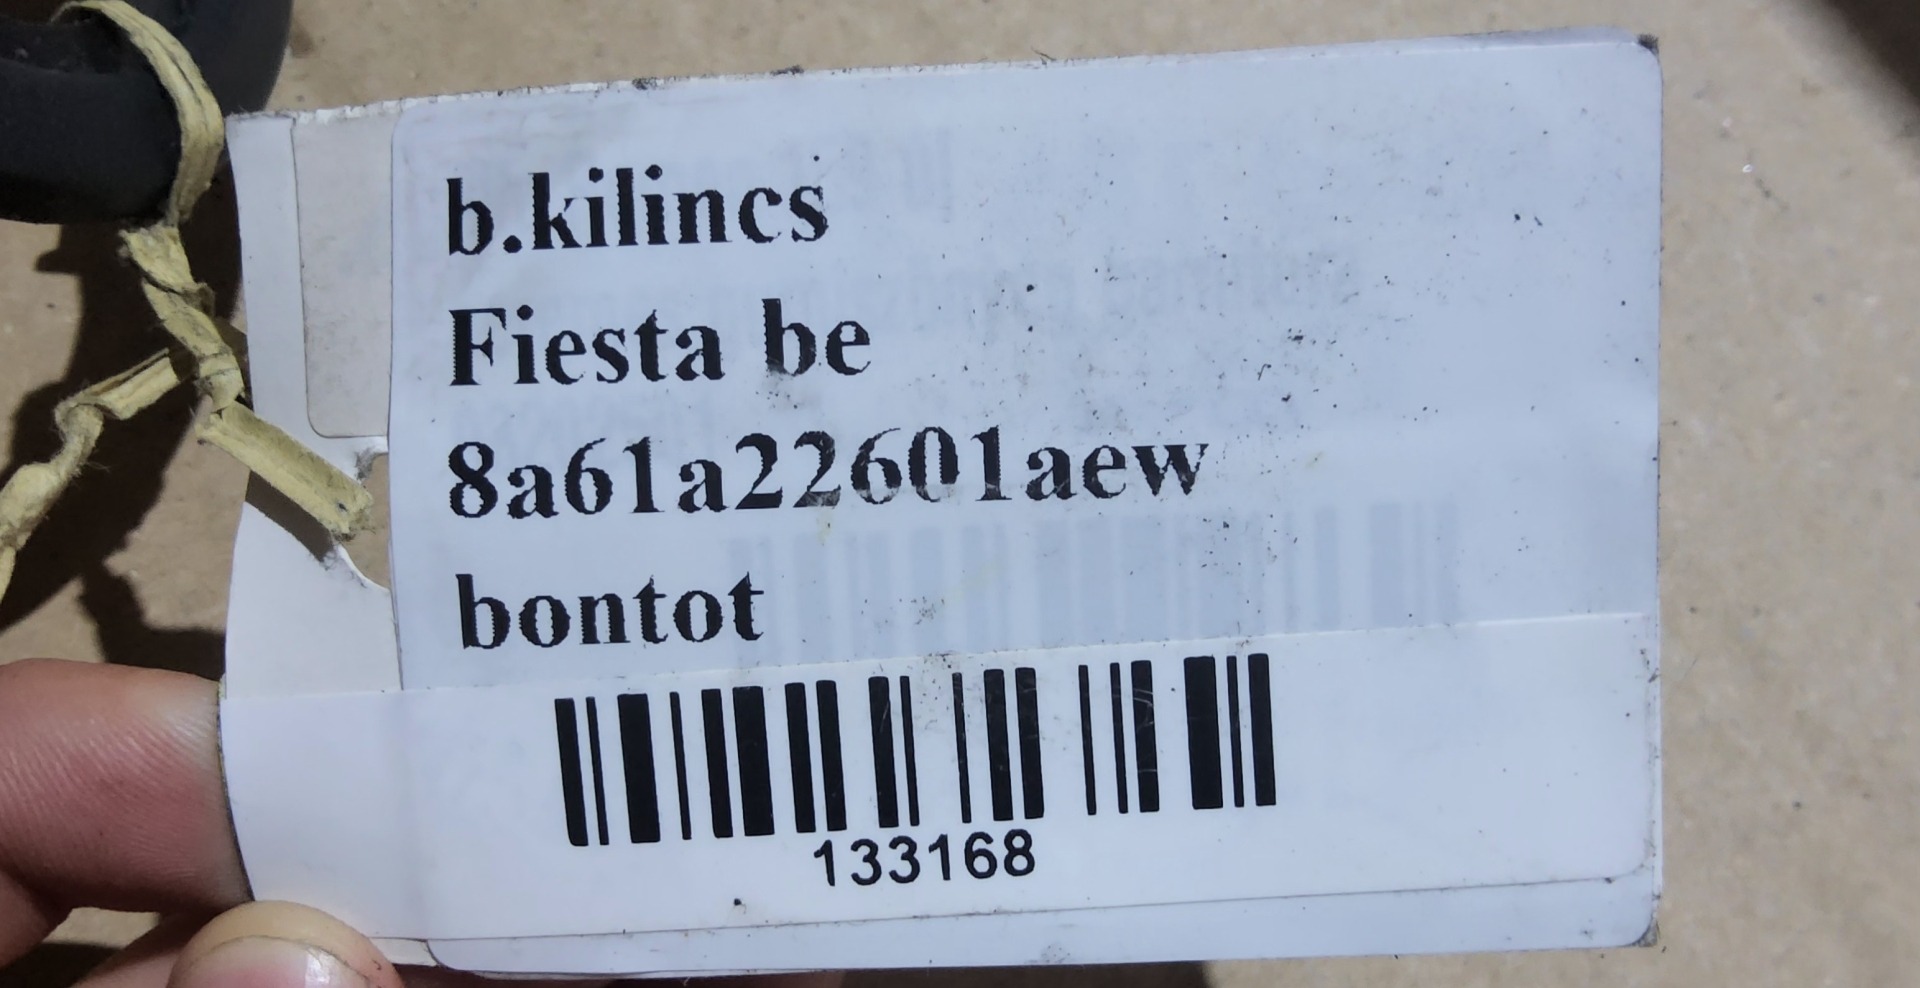 b.kilincs
Fiesta be
8a61a22601aew
bontot
133168